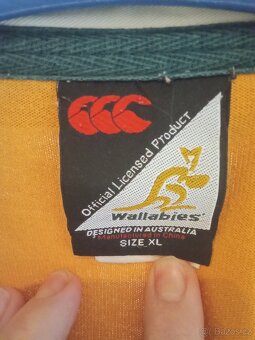 Official Licensed Product
Wallabies
DESIGNED IN AUSTRALIA
Manufactured in China
SIZE XL